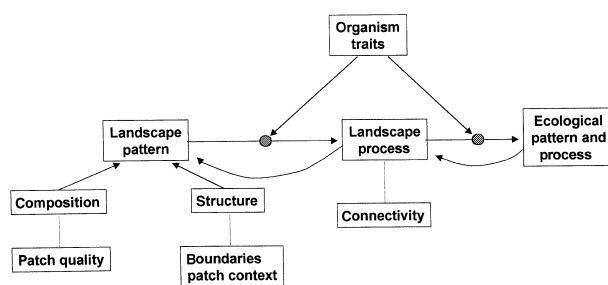 Organism
traits
Landscape
pattern
Landscape
process
Ecological
pattern and
process
Composition
Structure
Connectivity
Patch quality
Boundaries
patch context